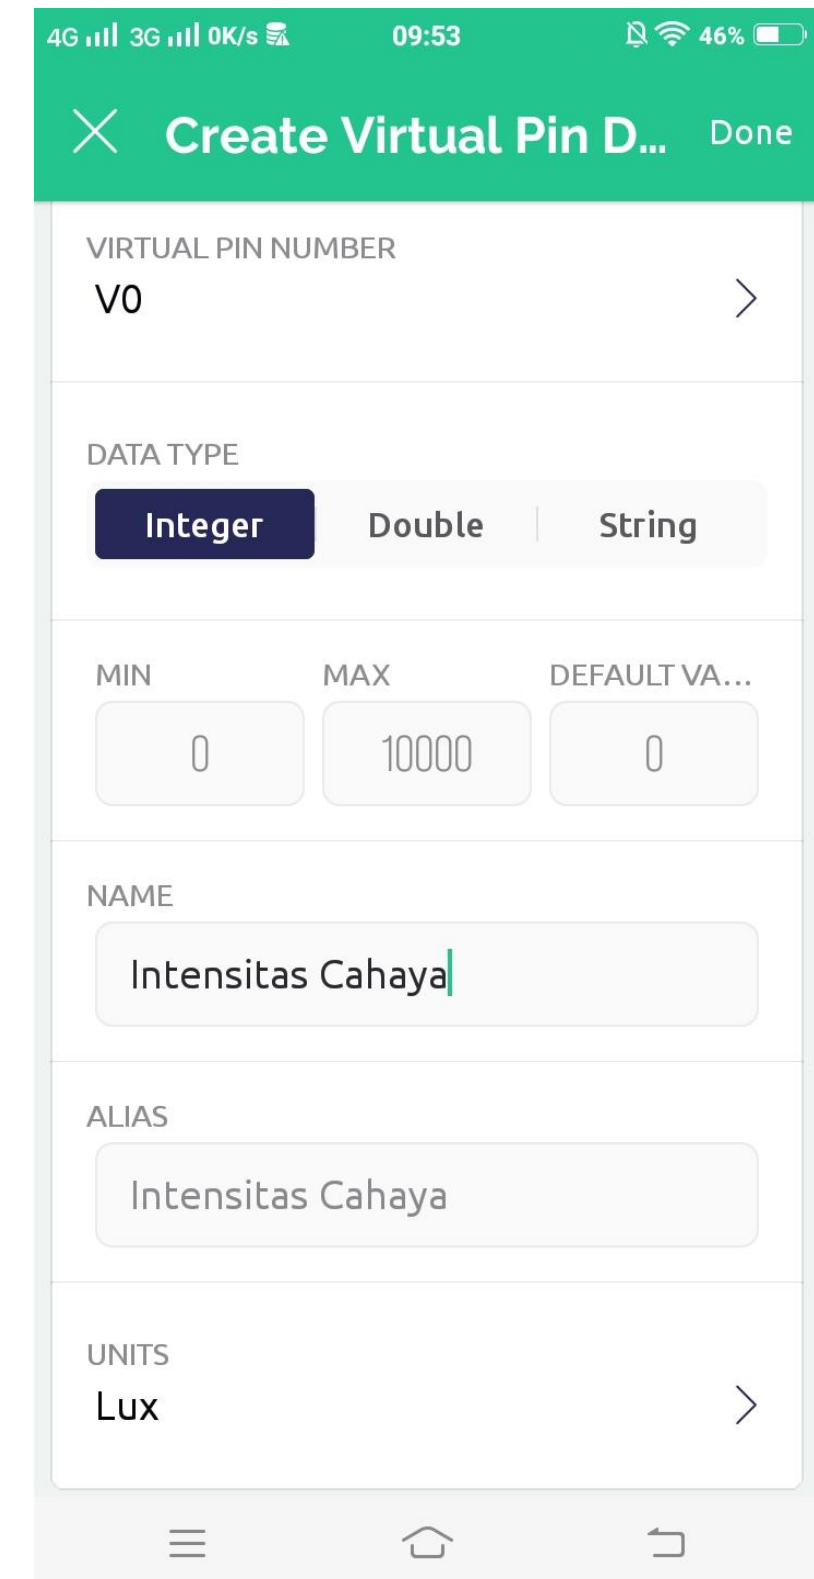 4G 3G 0K/s 09:53 46%
Create Virtual Pin D... Done
VIRTUAL PIN NUMBER
V0
DATA TYPE
Integer Double String
MIN MAX DEFAULT VA...
0 10000 0
NAME
Intensitas Cahaya
ALIAS
Intensitas Cahaya
UNITS
Lux